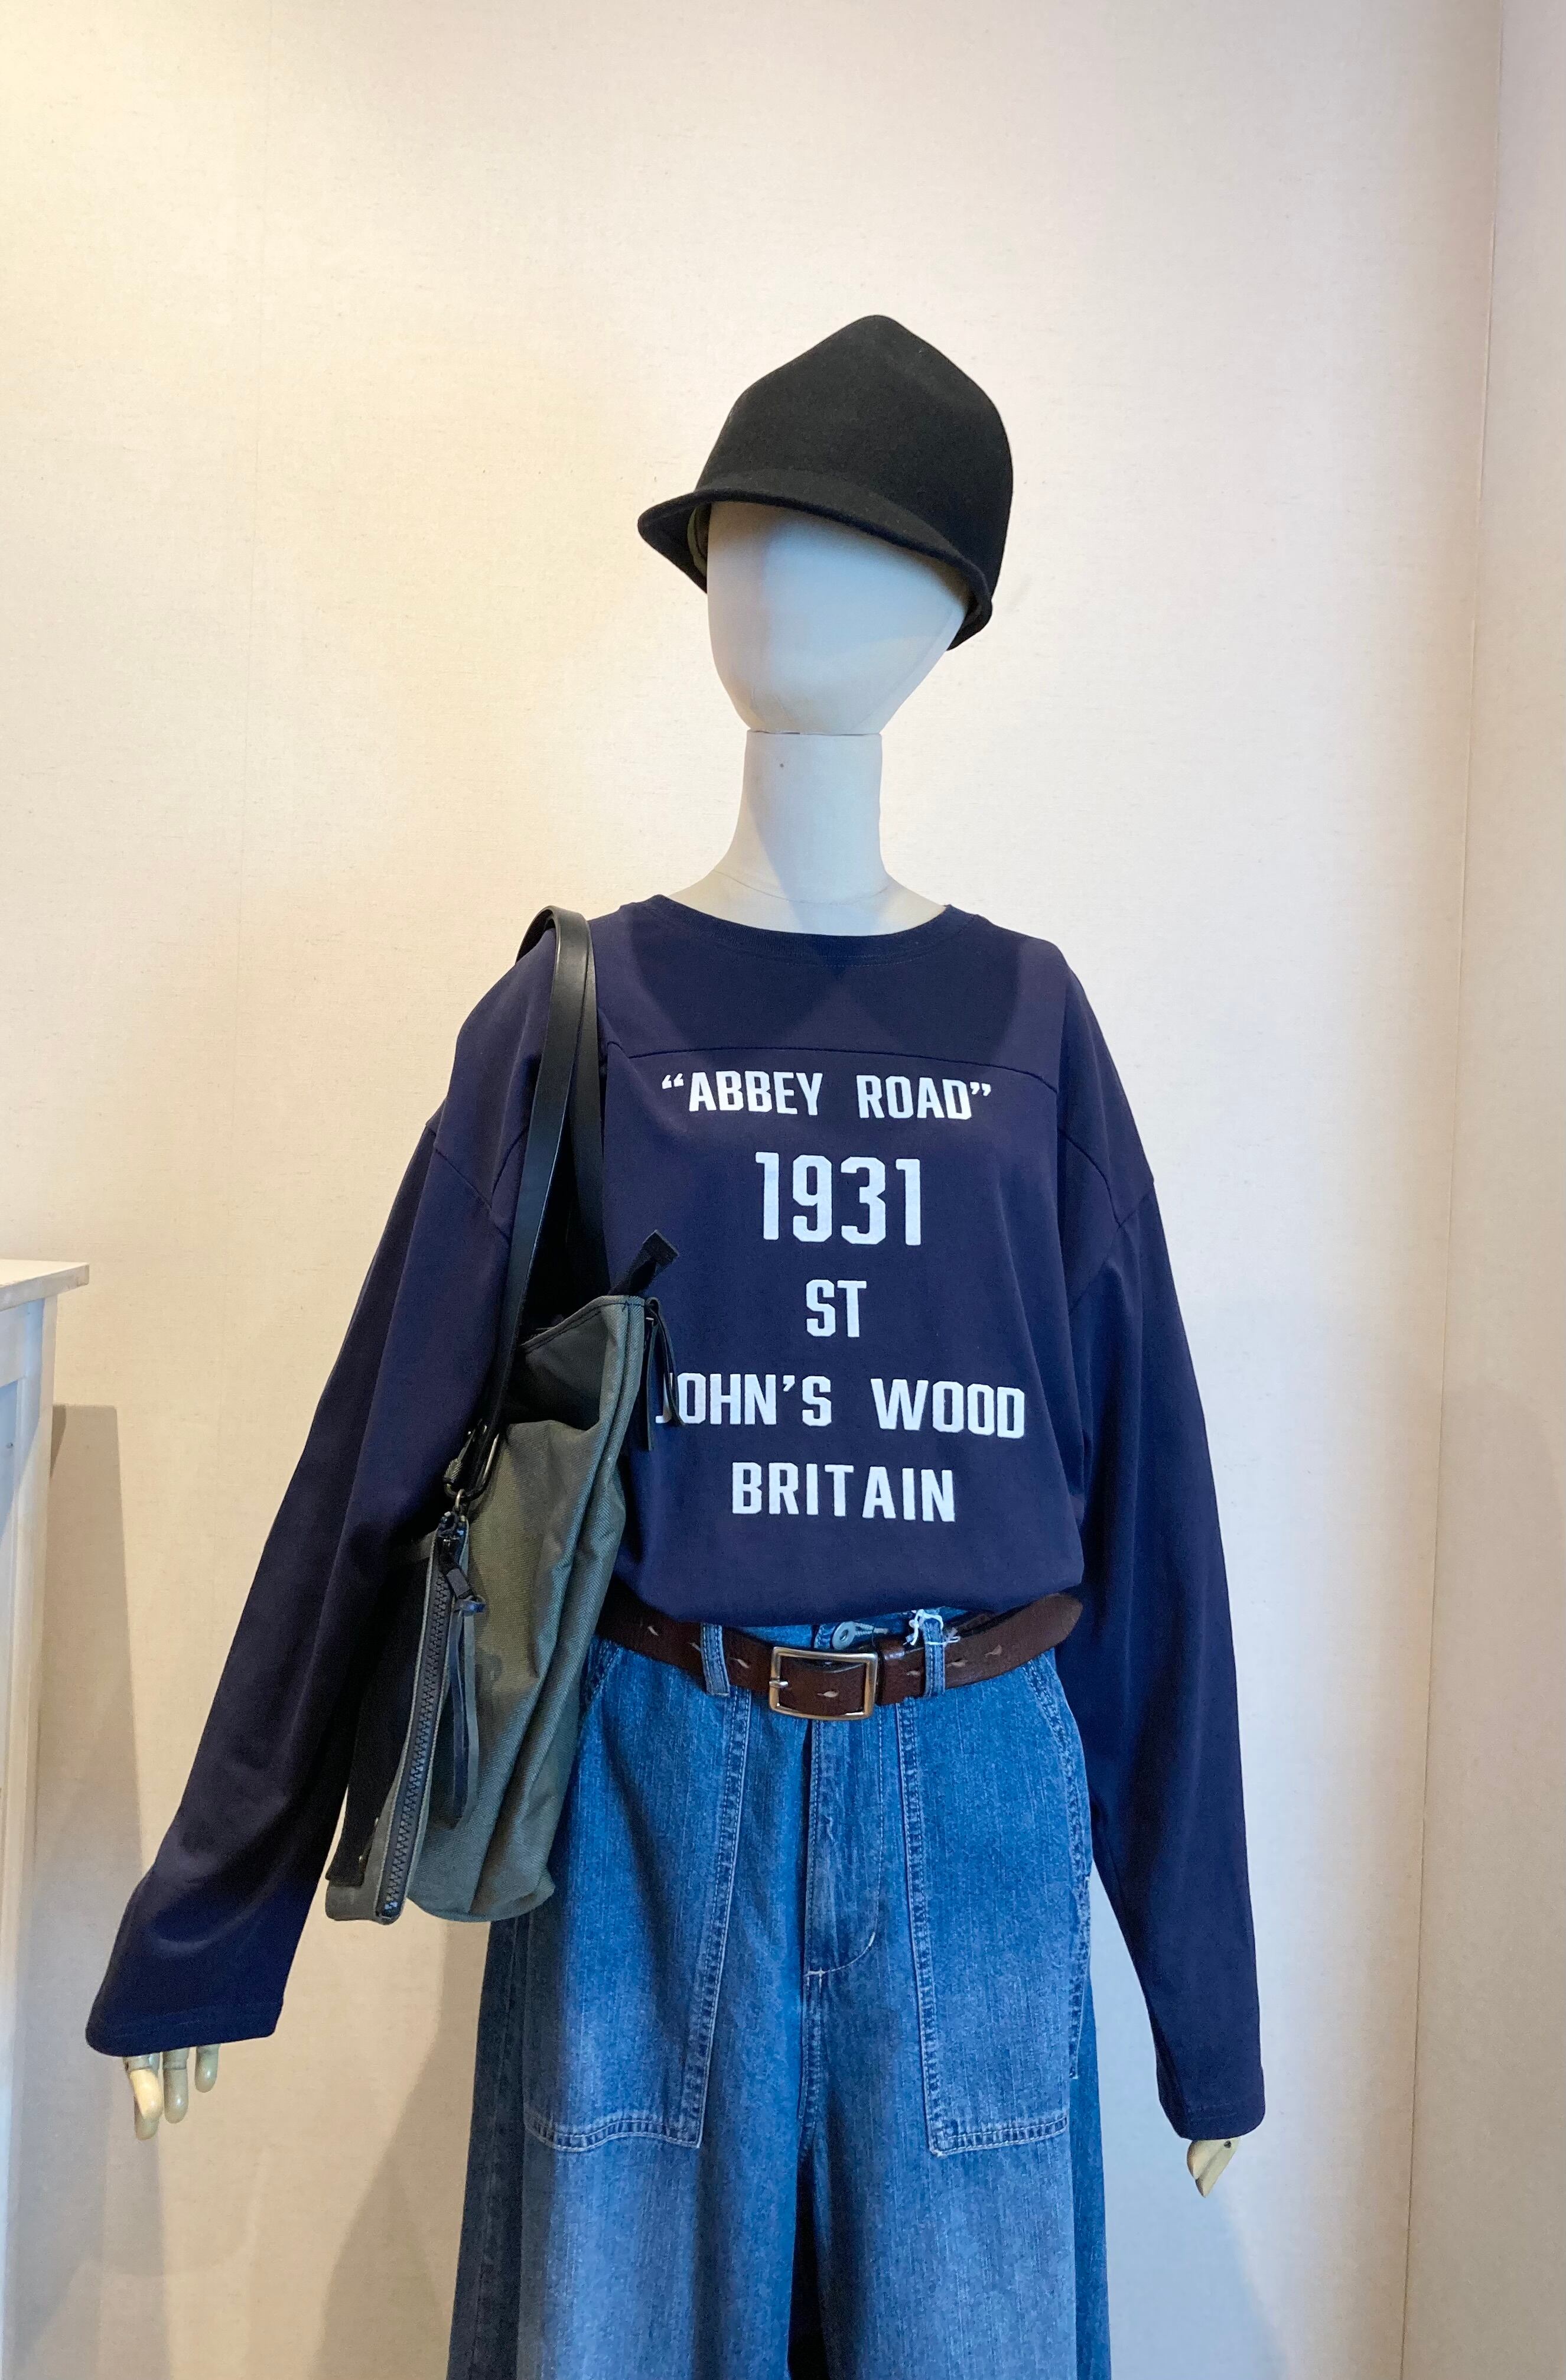 “ABBEY ROAD”
1931
ST
JOHN’S WOOD
BRITAIN